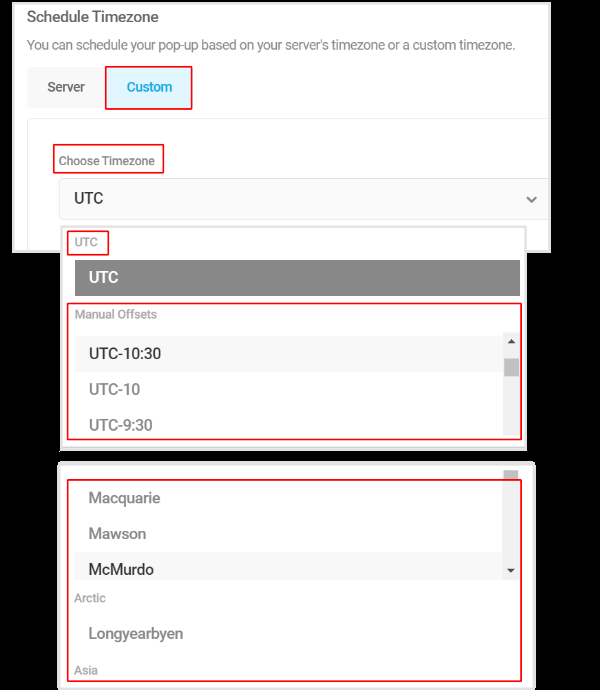 Schedule Timezone
You can schedule your pop-up based on your server's timezone or a custom timezone.
Server
Custom
Choose Timezone
UTC
UTC
UTC
Manual Offsets
UTC-10:30
UTC-10
UTC-9:30
Macquarie
Mawson
McMurdo
Arctic
Longyearbyen
Asia